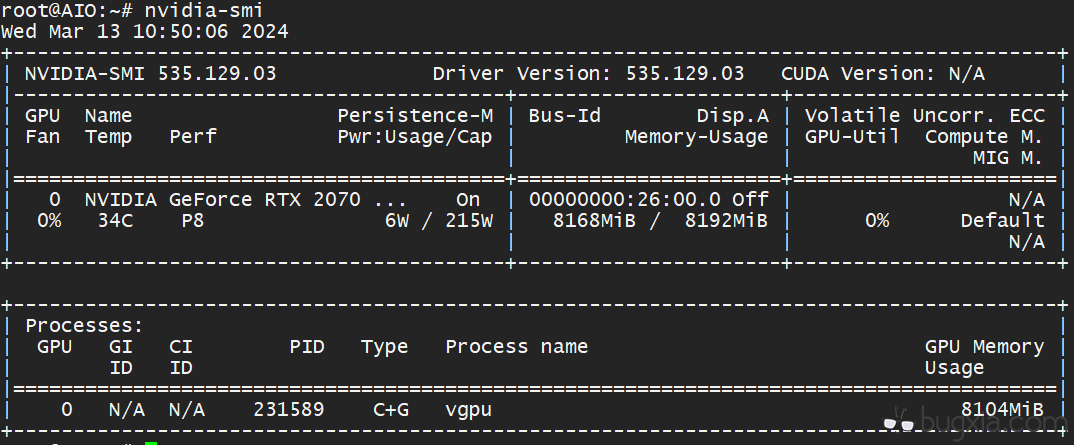 root@AIO:~# nvidia-smi
Wed Mar 13 10:50:06 2024
NVIDIA-SMI 535.129.03 Driver Version: 535.129.03 CUDA Version: N/A
GPU Name Persistence-M | Bus-Id Disp.A | Volatile Uncorr. ECC
Fan Temp Perf Pwr:Usage/Cap | Memory-Usage | GPU-Util Compute M.
MIG M.
0 NVIDIA GeForce RTX 2070 ... On | 00000000:26:00.0 Off | N/A
0% 34C P8 6W / 215W | 8168MiB / 8192MiB | 0% Default
N/A
Processes:
GPU GI CI PID Type Process name GPU Memory
ID ID Usage
0 N/A N/A 231589 C+G vgpu 8104MiB
bugxia.com